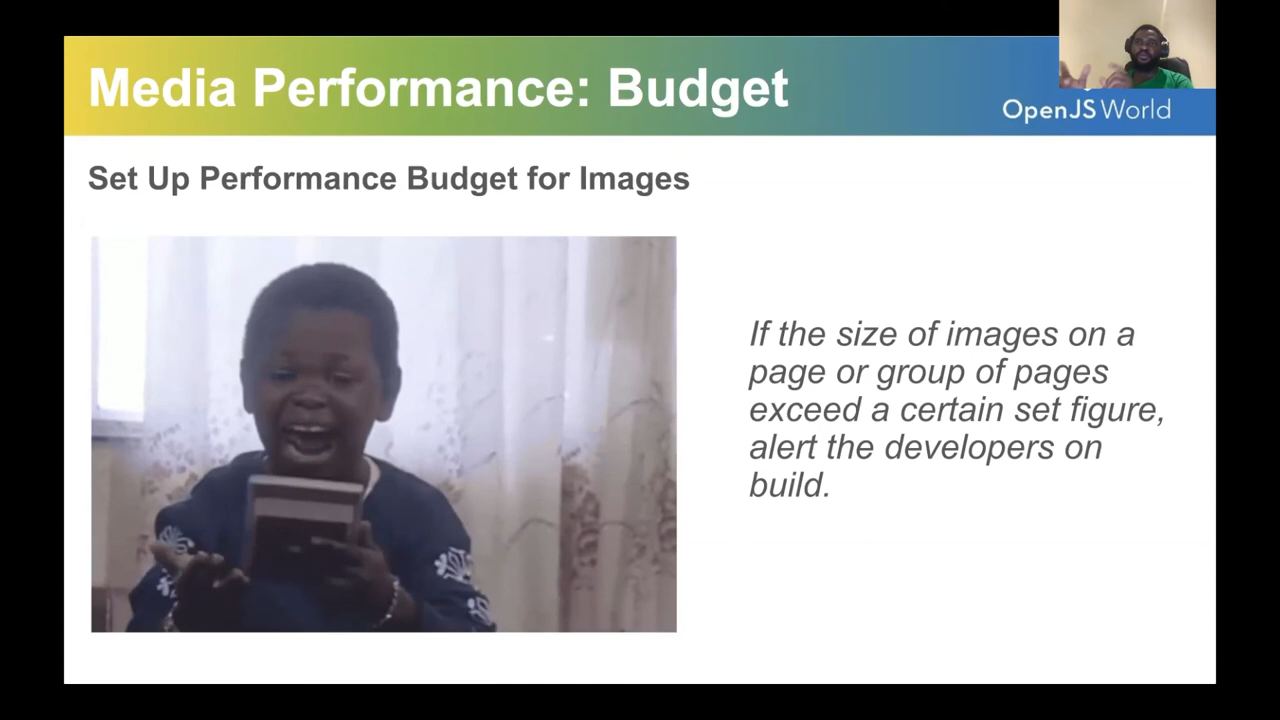 Media Performance: Budget
OpenJS World
Set Up Performance Budget for Images
If the size of images on a
page or group of pages
exceed a certain set figure,
alert the developers on
build.